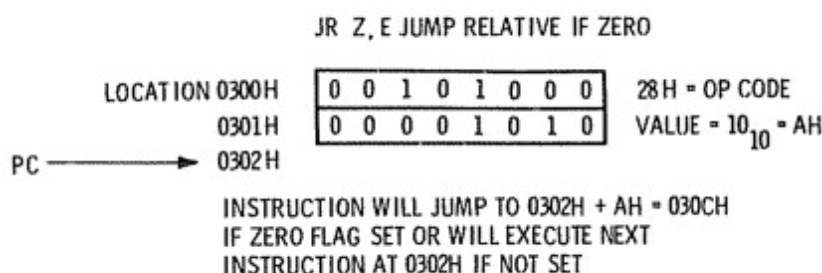 JR Z, E JUMP RELATIVE IF ZERO
LOCATION 0300H 0 0 1 0 1 0 0 0 28H = OP CODE
0301H 0 0 0 0 1 0 1 0 VALUE = 10₁₀ = AH
PC 0302H
INSTRUCTION WILL JUMP TO 0302H + AH = 030CH
IF ZERO FLAG SET OR WILL EXECUTE NEXT
INSTRUCTION AT 0302H IF NOT SET